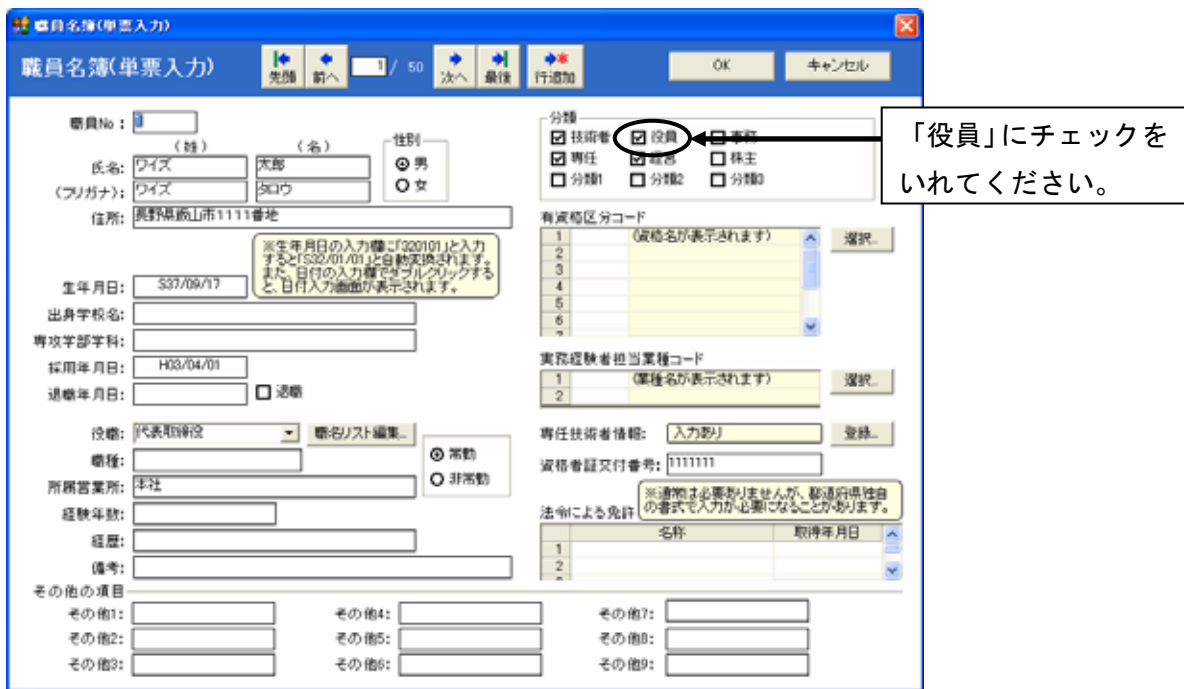 職員名簿(単票入力)
職員名簿(単票入力)
先頭 前へ 1 / 50 次へ 最後 行追加 OK キャンセル
職員No:
(姓) (名)
氏名: ワイズ 太郎
(フリガナ): ワイズ タロウ
性別
男
女
住所: 長野県飯山市1111番地
※生年月日の入力欄に「320101」と入力
すると「S32/01/01」と自動変換されます。
また、日付の入力欄でダブルクリックする
と、日付入力画面が表示されます。
生年月日: S37/09/17
出身学校名:
専攻学部学科:
採用年月日: H03/04/01
退職年月日: 退職
役職: 代表取締役 職名リスト編集...
職種:
常勤
非常勤
所属営業所: 本社
経験年数:
経歴:
備考:
分類
技術者 役員 事務
専任 経営 株主
分類1 分類2 分類3
「役員」にチェックを
いれてください。
有資格区分コード
1 (資格名が表示されます) 選択...
2
3
4
5
6
7
実務経験者担当業種コード
1 (業種名が表示されます) 選択...
2
専任技術者情報: 入力あり 登録...
資格者証交付番号: 1111111
※通常は必要ありませんが、都道府県独自
の書式で入力が必要になることがあります。
法令による免許
名称 取得年月日
1
2
その他の項目
その他1: その他4: その他7:
その他2: その他5: その他8:
その他3: その他6: その他9: